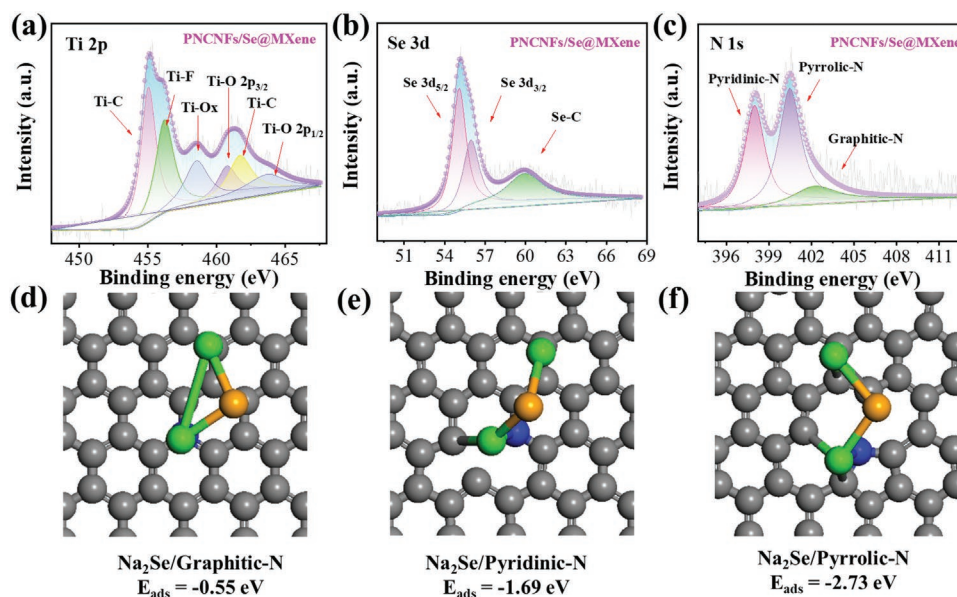 (a)
Ti 2p
PNCNFs/Se@MXene
Ti-C
Ti-F
Ti-Ox
Ti-O 2p₃/₂
Ti-C
Ti-O 2p₁/₂
Intensity (a.u.)
450 455 460 465
Binding energy (eV)
(b)
Se 3d
PNCNFs/Se@MXene
Se 3d₅/₂
Se 3d₃/₂
Se-C
Intensity (a.u.)
51 54 57 60 63 66 69
Binding energy (eV)
(c)
N 1s
PNCNFs/Se@MXene
Pyridinic-N
Pyrrolic-N
Graphitic-N
Intensity (a.u.)
396 399 402 405 408 411
Binding energy (eV)
(d)
Na₂Se/Graphitic-N
Eads = -0.55 eV
(e)
Na₂Se/Pyridinic-N
Eads = -1.69 eV
(f)
Na₂Se/Pyrrolic-N
Eads = -2.73 eV